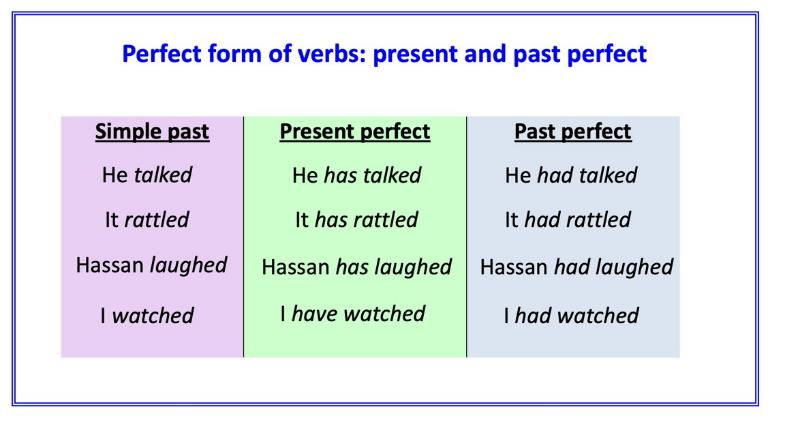 Perfect form of verbs: present and past perfect
Simple past Present perfect Past perfect
He talked He has talked He had talked
It rattled It has rattled It had rattled
Hassan laughed Hassan has laughed Hassan had laughed
I watched I have watched I had watched